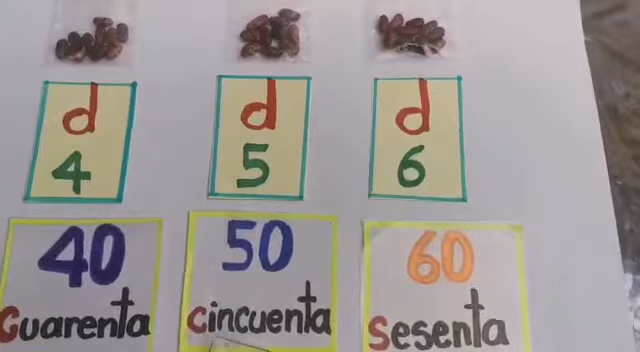 d d d
4 5 6
40 50 60
cuarenta cincuenta sesenta